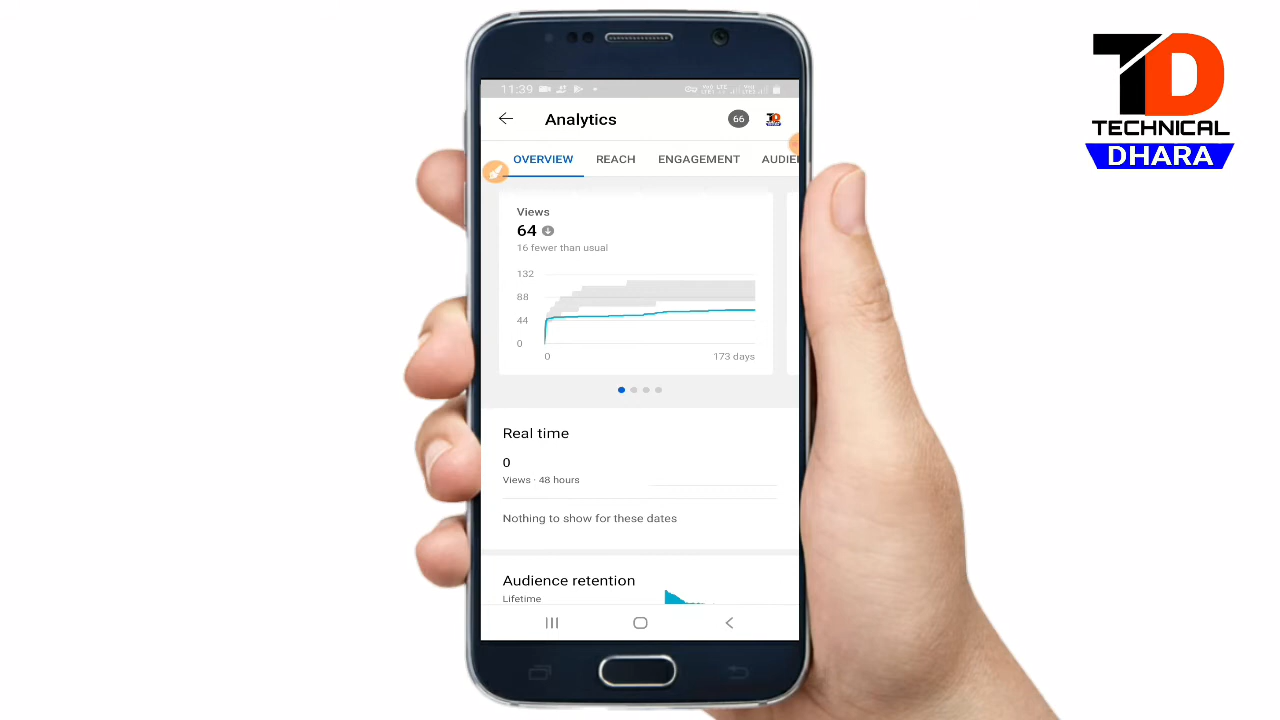 TD
TECHNICAL
DHARA
11:39
Analytics
66
OVERVIEW REACH ENGAGEMENT
Views
64
16 fewer than usual
132
88
44
0
0 173 days
Real time
0
Views · 48 hours
Nothing to show for these dates
Audience retention
Lifetime